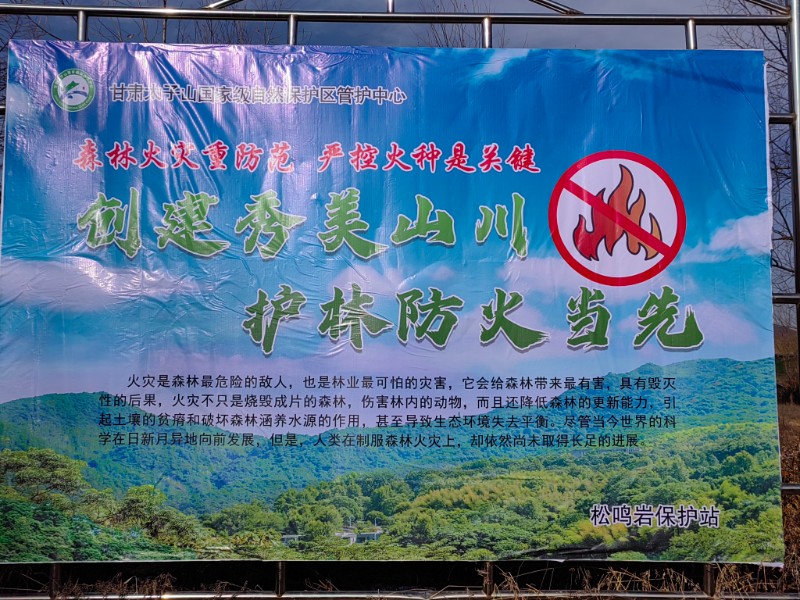 甘肃太子山国家级自然保护区管护中心
森林火灾重防范 严控火种是关键
创建秀美山川
护林防火当先
火灾是森林最危险的敌人，也是林业最可怕的灾害，它会给森林带来最有害，具有毁灭
性的后果，火灾不只是烧毁成片的森林，伤害林内的动物，而且还降低森林的更新能力，引
起土壤的贫瘠和破坏森林涵养水源的作用，甚至导致生态环境失去平衡。尽管当今世界的科
学在日新月异地向前发展，但是，人类在制服森林火灾上，却依然尚未取得长足的进展。
松鸣岩保护站